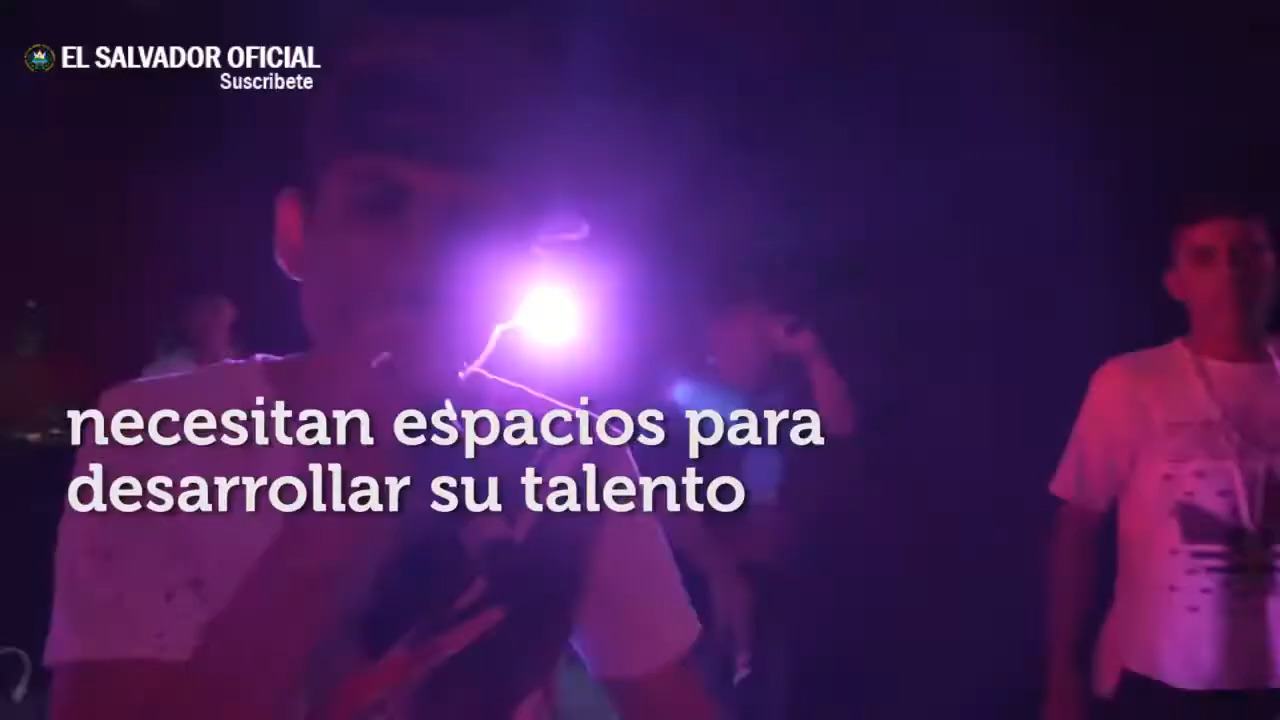 EL SALVADOR OFICIAL
Suscribete
necesitan espacios para
desarrollar su talento